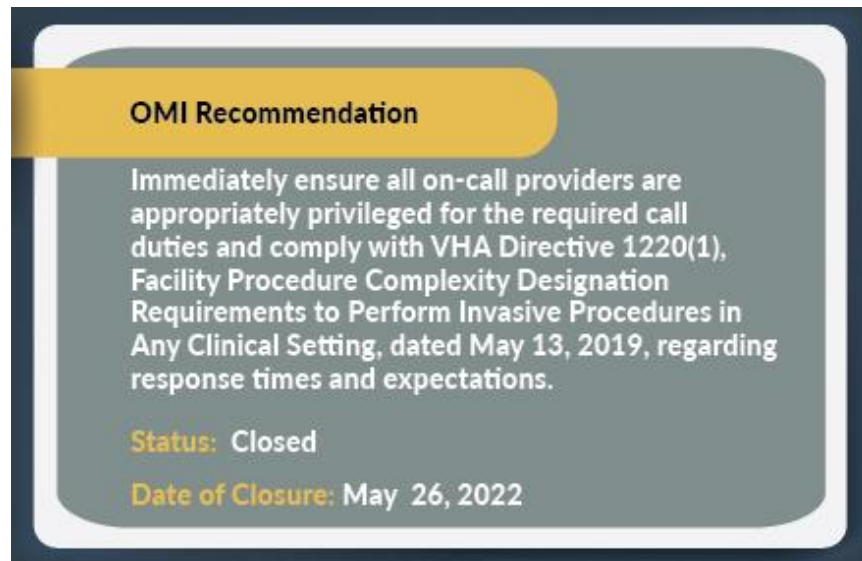 OMI Recommendation
Immediately ensure all on-call providers are
appropriately privileged for the required call
duties and comply with VHA Directive 1220(1),
Facility Procedure Complexity Designation
Requirements to Perform Invasive Procedures in
Any Clinical Setting, dated May 13, 2019, regarding
response times and expectations.
Status: Closed
Date of Closure: May 26, 2022